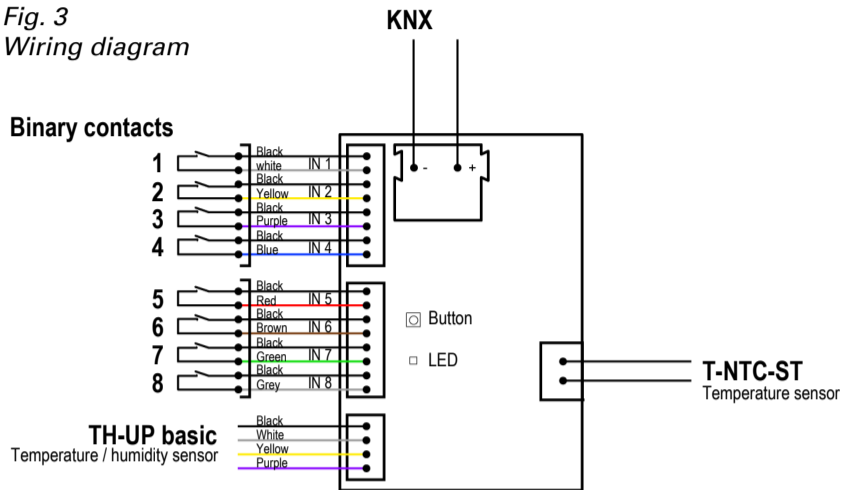 Fig. 3
Wiring diagram
KNX
- +
Binary contacts
1
Black
white IN 1
2
Black
Yellow IN 2
3
Black
Purple IN 3
4
Black
Blue IN 4
5
Black
Red IN 5
6
Black
Brown IN 6
7
Black
Green IN 7
8
Black
Grey IN 8
Button
LED
T-NTC-ST
Temperature sensor
TH-UP basic
Temperature / humidity sensor
Black
White
Yellow
Purple